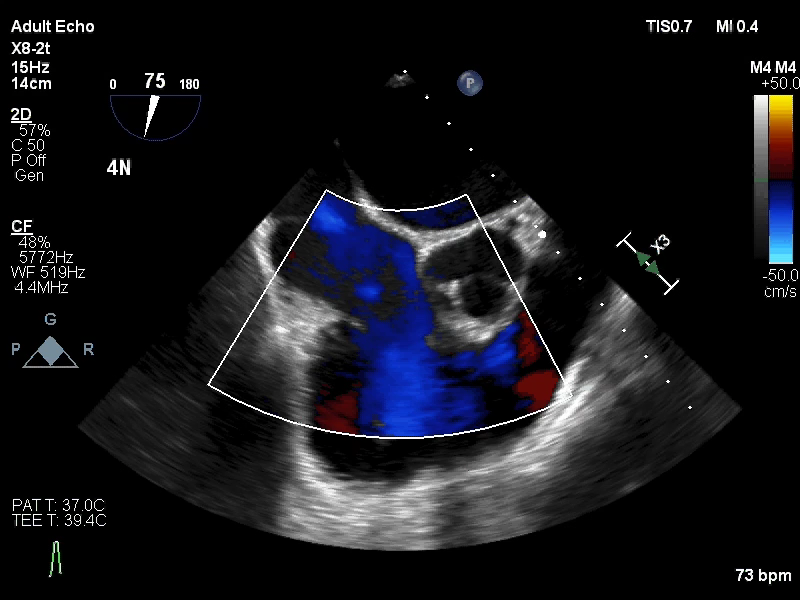 Adult Echo
TIS0.7 MI 0.4
X8-2t
15Hz
14cm
0 75 180
P
M4 M4
+50.0
2D
57%
C 50
P Off
Gen
4N
CF
48%
5772Hz
WF 519Hz
4.4MHz
X3
-50.0
cm/s
G
P R
PAT T: 37.0C
TEE T: 39.4C
73 bpm